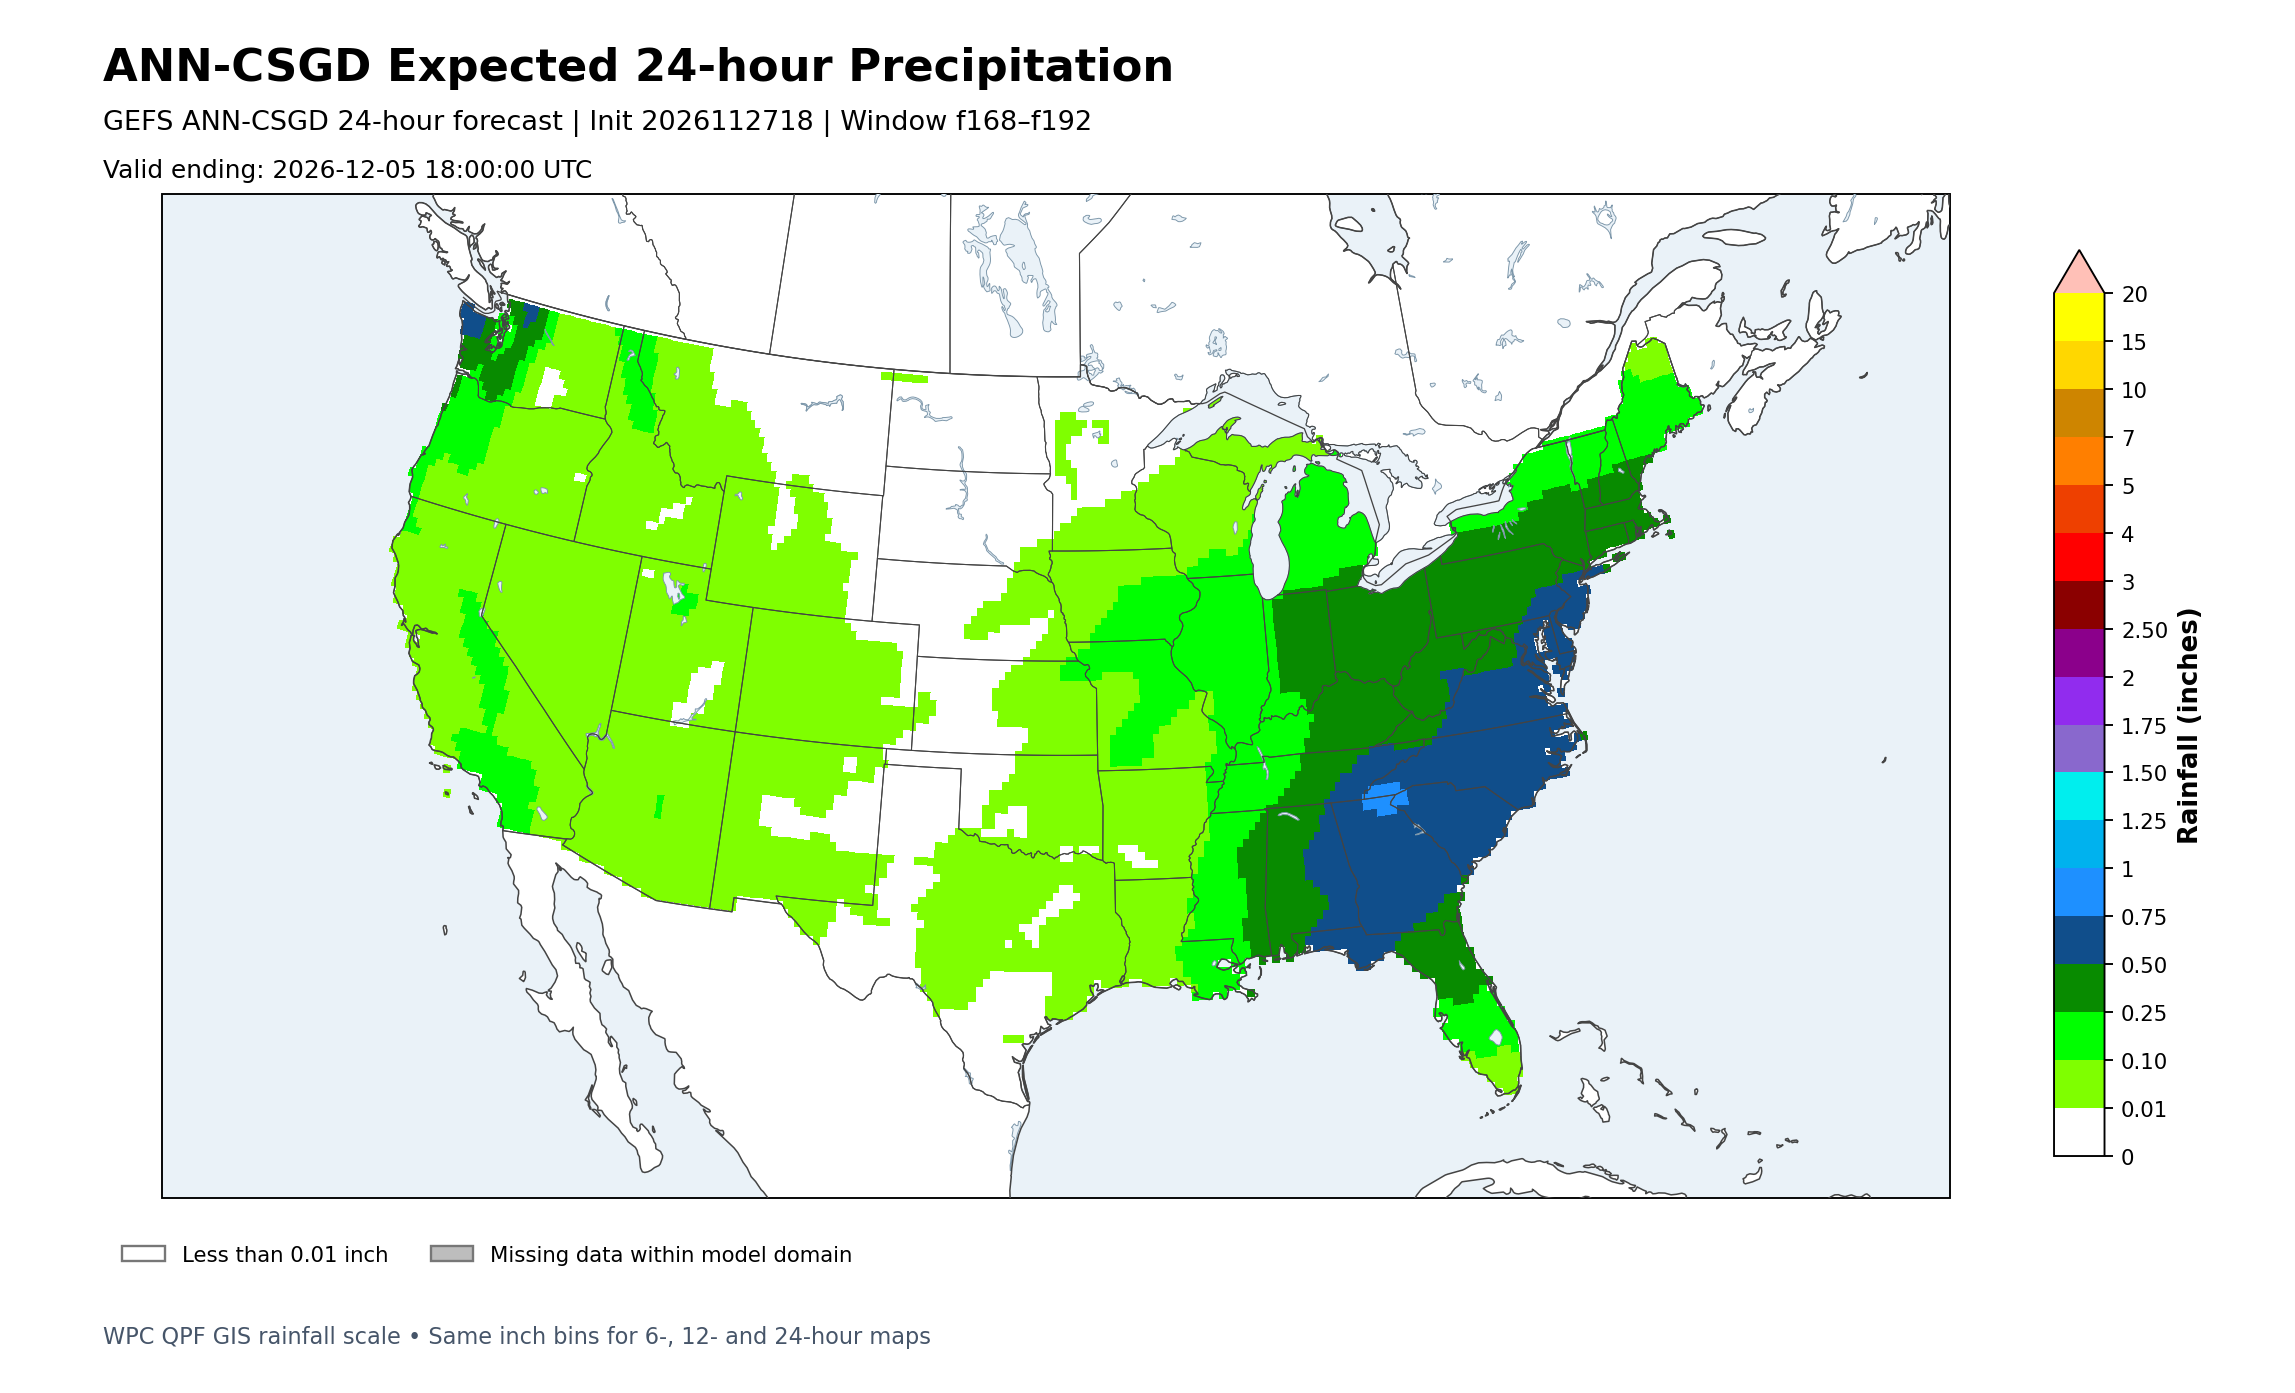 ANN-CSGD Expected 24-hour Precipitation
GEFS ANN-CSGD 24-hour forecast | Init 2026112718 | Window f168–f192
Valid ending: 2026-12-05 18:00:00 UTC
20
15
10
7
5
4
3
2.50
2
1.75
1.50
1.25
1
0.75
0.50
0.25
0.10
0.01
0
Rainfall (inches)
Less than 0.01 inch
Missing data within model domain
WPC QPF GIS rainfall scale • Same inch bins for 6-, 12- and 24-hour maps